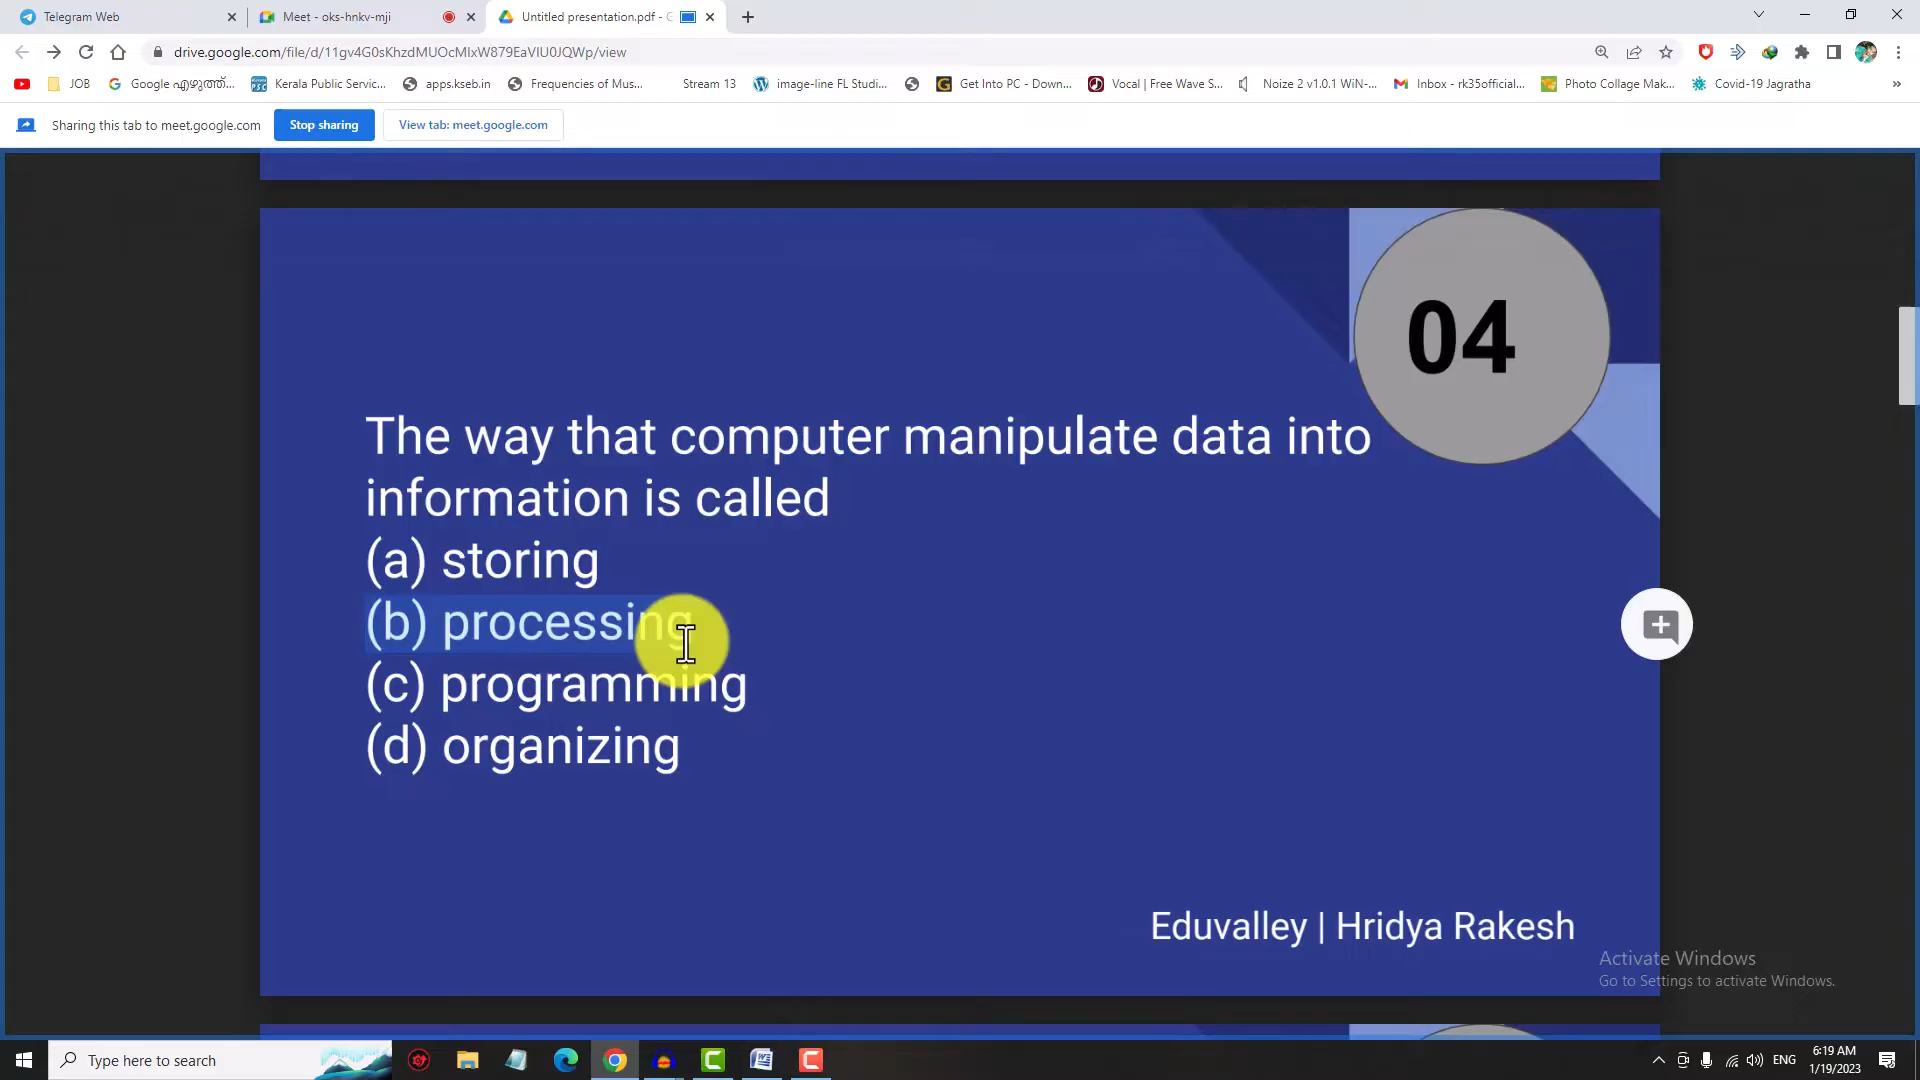 Telegram Web
Meet - oks-hnkv-mji
Untitled presentation.pdf - G
drive.google.com/file/d/11gv4G0sKhzdMUOcMIxW879EaVIU0JQWp/view
JOB
Google എഴുത്ത്...
Kerala Public Servic...
apps.kseb.in
Frequencies of Mus...
Stream 13
image-line FL Studi...
Get Into PC - Down...
Vocal | Free Wave S...
Noize 2 v1.0.1 WiN-...
Inbox - rk35official...
Photo Collage Mak...
Covid-19 Jagratha
Sharing this tab to meet.google.com
Stop sharing
View tab: meet.google.com
04
The way that computer manipulate data into
information is called
(a) storing
(b) processing
(c) programming
(d) organizing
Eduvalley | Hridya Rakesh
Activate Windows
Go to Settings to activate Windows.
Type here to search
ENG
6:19 AM
1/19/2023